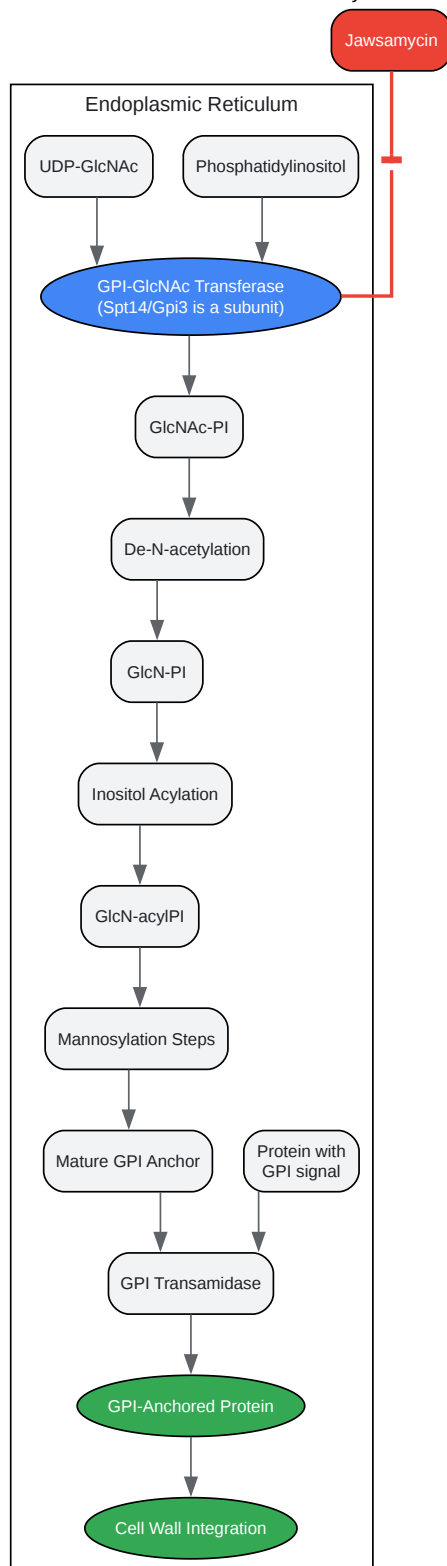 Jawsamycin
Endoplasmic Reticulum
UDP-GlcNAc
Phosphatidylinositol
GPI-GlcNAc Transferase
(Spt14/Gpi3 is a subunit)
GlcNAc-PI
De-N-acetylation
GlcN-PI
Inositol Acylation
GlcN-acylPI
Mannosylation Steps
Mature GPI Anchor
Protein with
GPI signal
GPI Transamidase
GPI-Anchored Protein
Cell Wall Integration